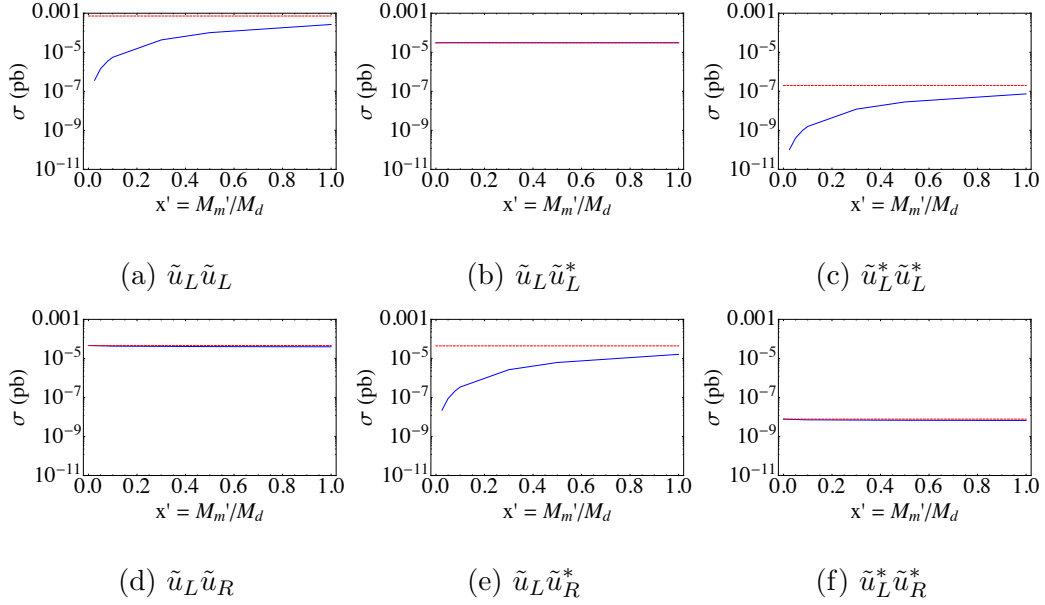 0.001
10^{-5}
10^{-7}
10^{-9}
10^{-11}
σ (pb)
0.0 0.2 0.4 0.6 0.8 1.0
x' = M_m'/M_d
(a) ũ_L ũ_L
0.001
10^{-5}
10^{-7}
10^{-9}
10^{-11}
σ (pb)
0.0 0.2 0.4 0.6 0.8 1.0
x' = M_m'/M_d
(b) ũ_L ũ_L^*
0.001
10^{-5}
10^{-7}
10^{-9}
10^{-11}
σ (pb)
0.0 0.2 0.4 0.6 0.8 1.0
x' = M_m'/M_d
(c) ũ_L^* ũ_L^*
0.001
10^{-5}
10^{-7}
10^{-9}
10^{-11}
σ (pb)
0.0 0.2 0.4 0.6 0.8 1.0
x' = M_m'/M_d
(d) ũ_L ũ_R
0.001
10^{-5}
10^{-7}
10^{-9}
10^{-11}
σ (pb)
0.0 0.2 0.4 0.6 0.8 1.0
x' = M_m'/M_d
(e) ũ_L ũ_R^*
0.001
10^{-5}
10^{-7}
10^{-9}
10^{-11}
σ (pb)
0.0 0.2 0.4 0.6 0.8 1.0
x' = M_m'/M_d
(f) ũ_L^* ũ_R^*